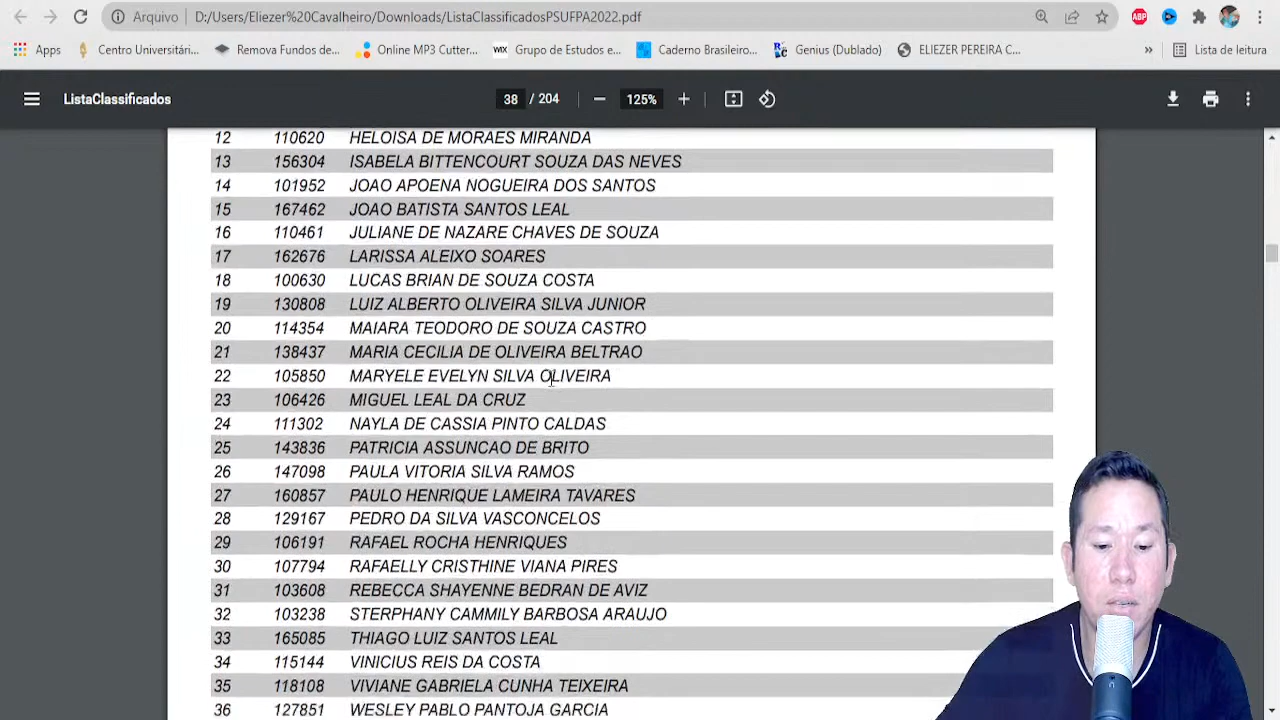 Arquivo D:/Users/Eliezer%20Cavalheiro/Downloads/ListaClassificadosPSUFPA2022.pdf
Apps Centro Universitári... Remova Fundos de... Online MP3 Cutter... WIX Grupo de Estudos e... Caderno Brasileiro... Genius (Dublado) ELIEZER PEREIRA C... » Lista de leitura
ListaClassificados 38 / 204 125%
12 110620 HELOISA DE MORAES MIRANDA
13 156304 ISABELA BITTENCOURT SOUZA DAS NEVES
14 101952 JOAO APOENA NOGUEIRA DOS SANTOS
15 167462 JOAO BATISTA SANTOS LEAL
16 110461 JULIANE DE NAZARE CHAVES DE SOUZA
17 162676 LARISSA ALEIXO SOARES
18 100630 LUCAS BRIAN DE SOUZA COSTA
19 130808 LUIZ ALBERTO OLIVEIRA SILVA JUNIOR
20 114354 MAIARA TEODORO DE SOUZA CASTRO
21 138437 MARIA CECILIA DE OLIVEIRA BELTRAO
22 105850 MARYELE EVELYN SILVA OLIVEIRA
23 106426 MIGUEL LEAL DA CRUZ
24 111302 NAYLA DE CASSIA PINTO CALDAS
25 143836 PATRICIA ASSUNCAO DE BRITO
26 147098 PAULA VITORIA SILVA RAMOS
27 160857 PAULO HENRIQUE LAMEIRA TAVARES
28 129167 PEDRO DA SILVA VASCONCELOS
29 106191 RAFAEL ROCHA HENRIQUES
30 107794 RAFAELLY CRISTHINE VIANA PIRES
31 103608 REBECCA SHAYENNE BEDRAN DE AVIZ
32 103238 STERPHANY CAMMILY BARBOSA ARAUJO
33 165085 THIAGO LUIZ SANTOS LEAL
34 115144 VINICIUS REIS DA COSTA
35 118108 VIVIANE GABRIELA CUNHA TEIXEIRA
36 127851 WESLEY PABLO PANTOJA GARCIA